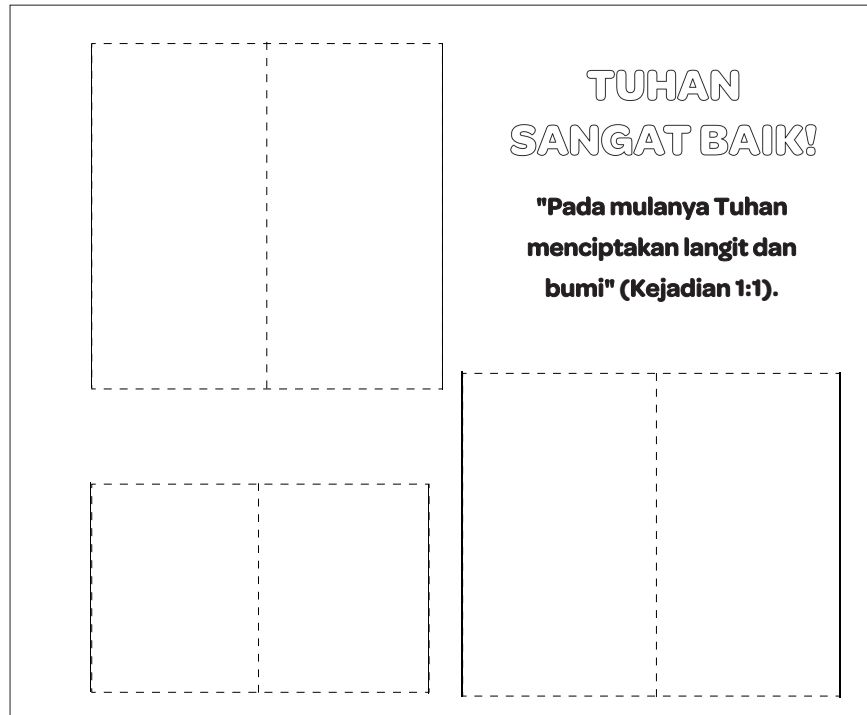 TUHAN
SANGAT BAIK!
"Pada mulanya Tuhan
menciptakan langit dan
bumi" (Kejadian 1:1).